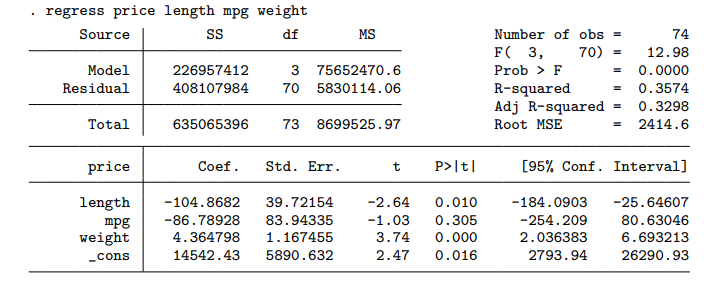 . regress price length mpg weight
Source SS df MS Number of obs = 74
F( 3, 70) = 12.98
Model 226957412 3 75652470.6 Prob > F = 0.0000
Residual 408107984 70 5830114.06 R-squared = 0.3574
Adj R-squared = 0.3298
Total 635065396 73 8699525.97 Root MSE = 2414.6
price Coef. Std. Err. t P>|t| [95% Conf. Interval]
length -104.8682 39.72154 -2.64 0.010 -184.0903 -25.64607
mpg -86.78928 83.94335 -1.03 0.305 -254.209 80.63046
weight 4.364798 1.167455 3.74 0.000 2.036383 6.693213
_cons 14542.43 5890.632 2.47 0.016 2793.94 26290.93